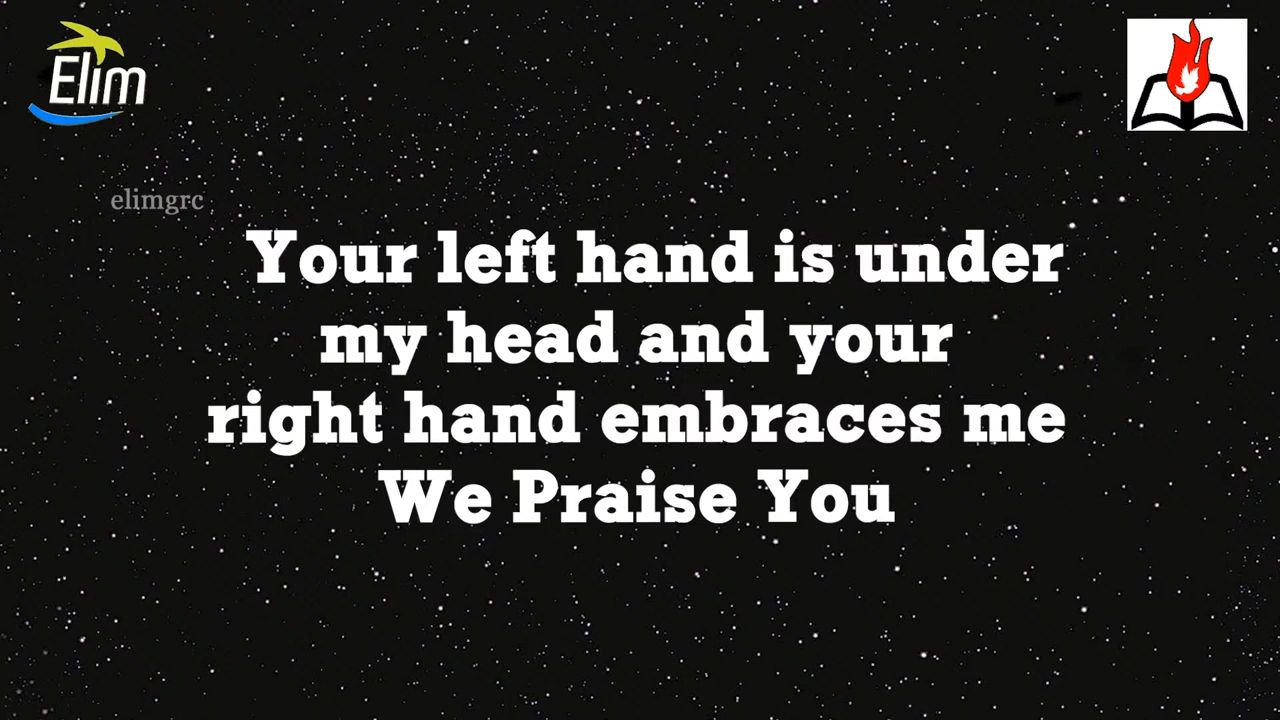 Elim
elimgrc
Your left hand is under
my head and your
right hand embraces me
We Praise You